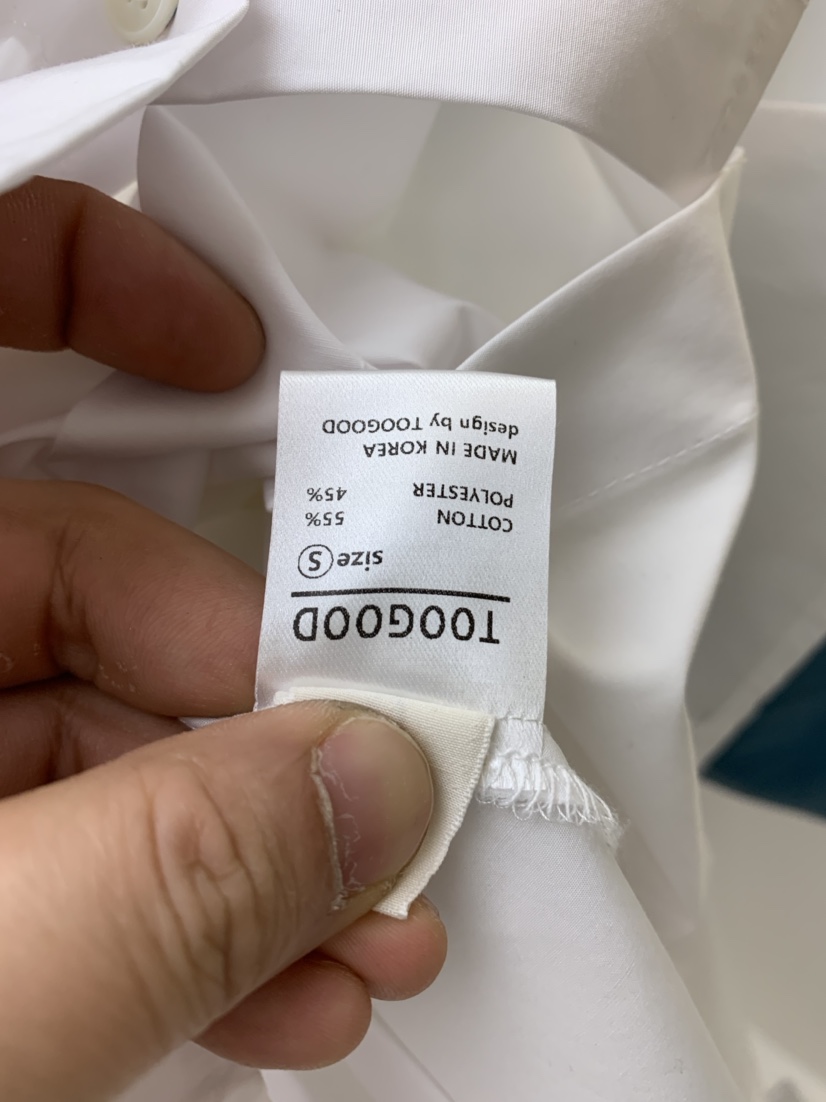 TOOGOOD
size Ⓢ
COTTON 55%
POLYESTER 45%
MADE IN KOREA
design by TOOGOOD